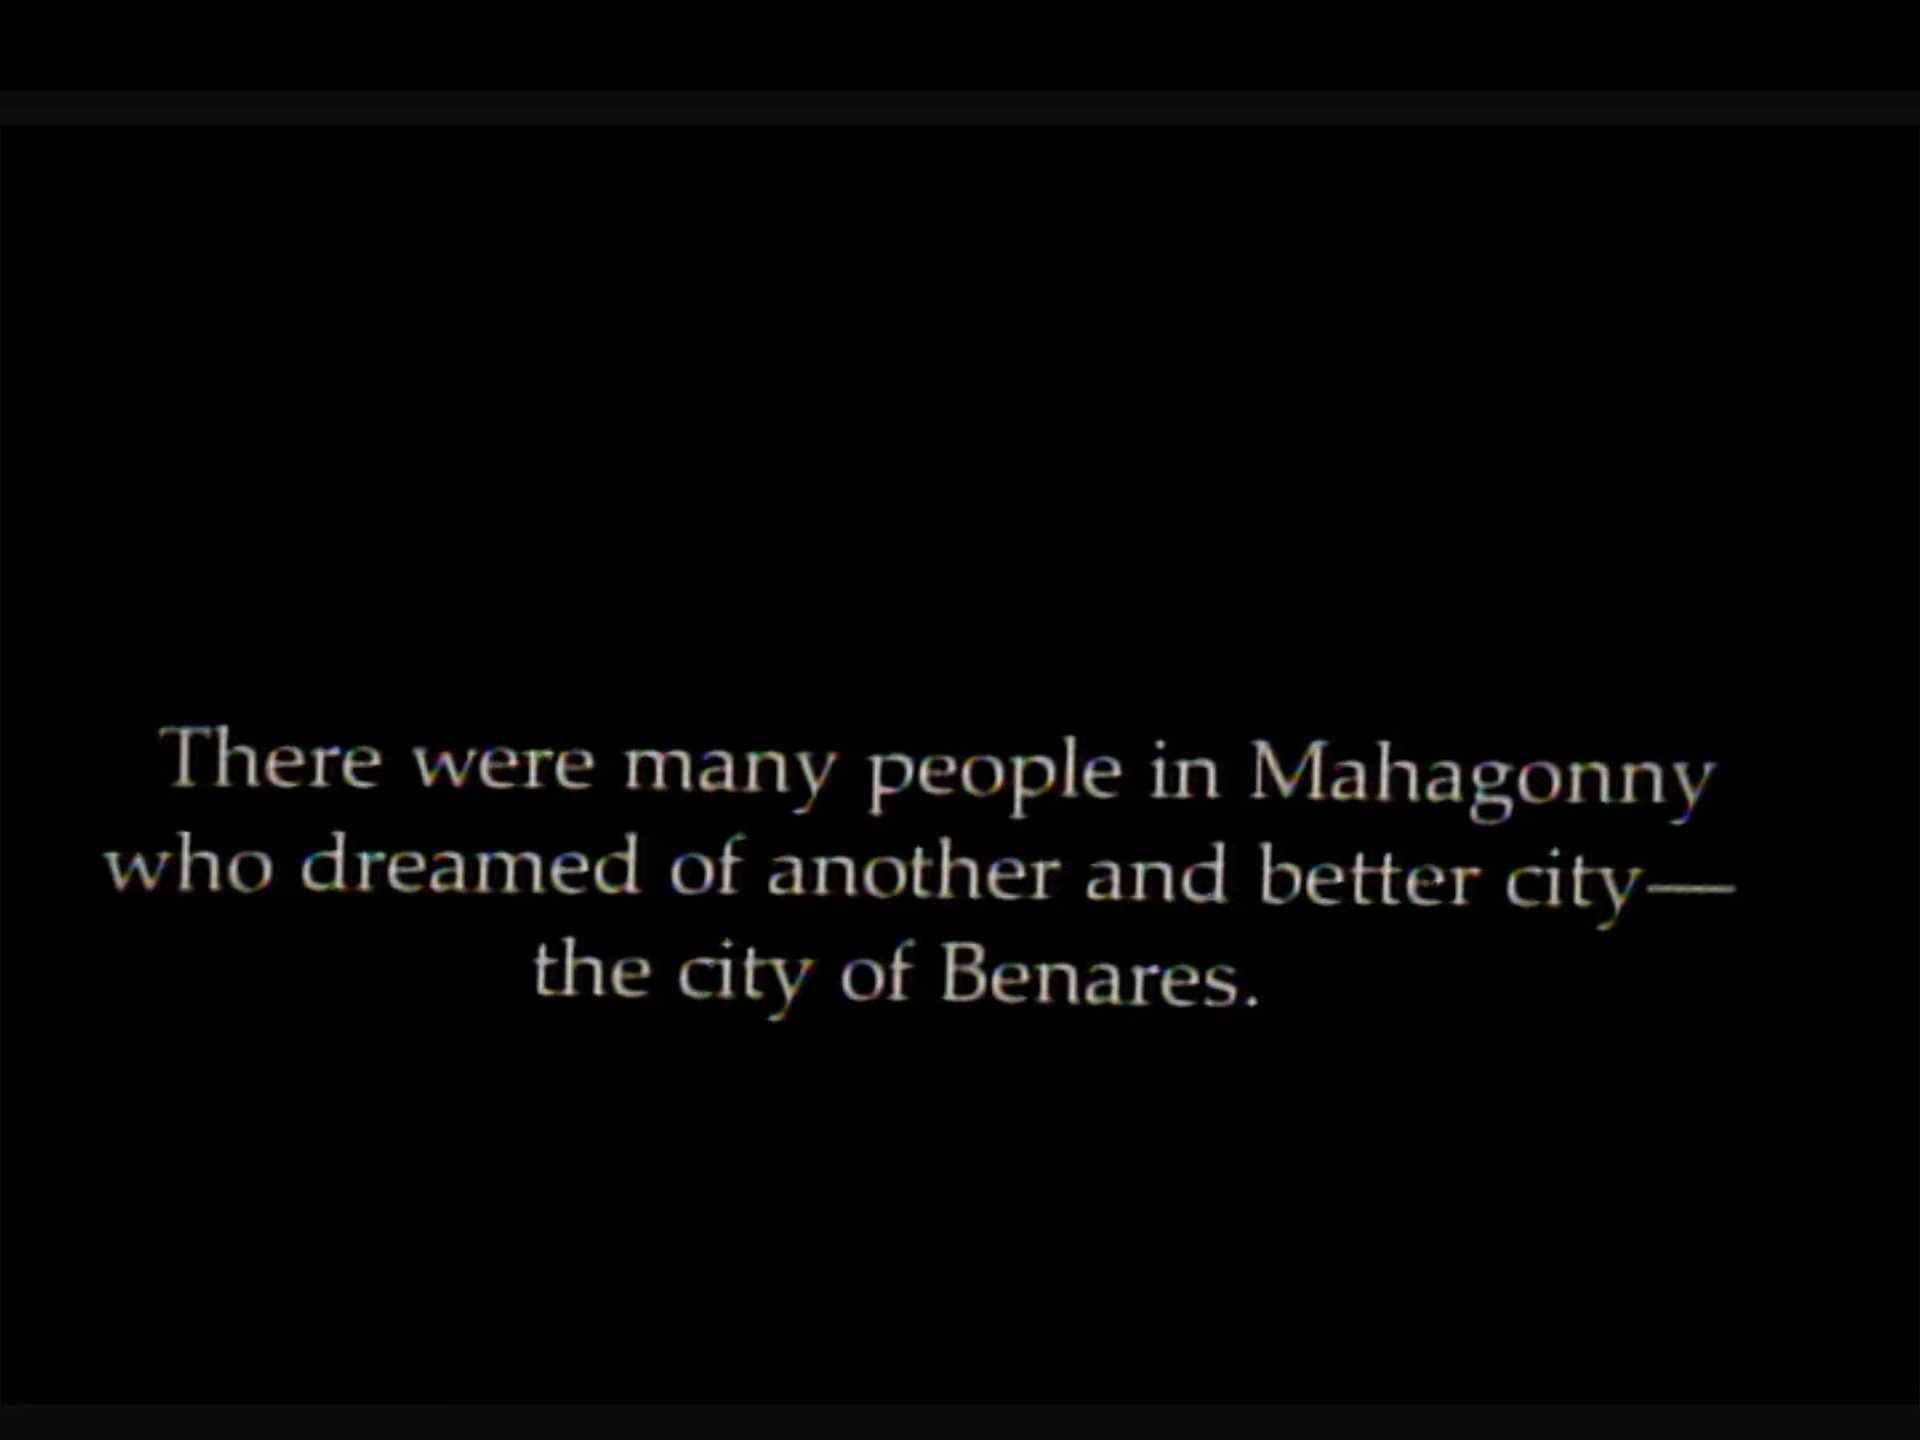 There were many people in Mahagonny
who dreamed of another and better city—
the city of Benares.